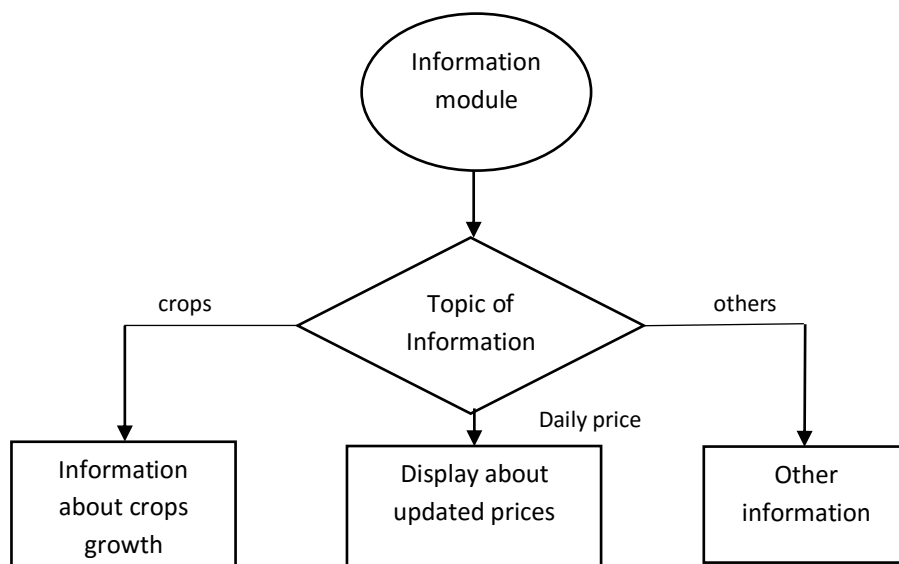 Information
module
Topic of
Information
crops
others
Daily price
Information
about crops
growth
Display about
updated prices
Other
information